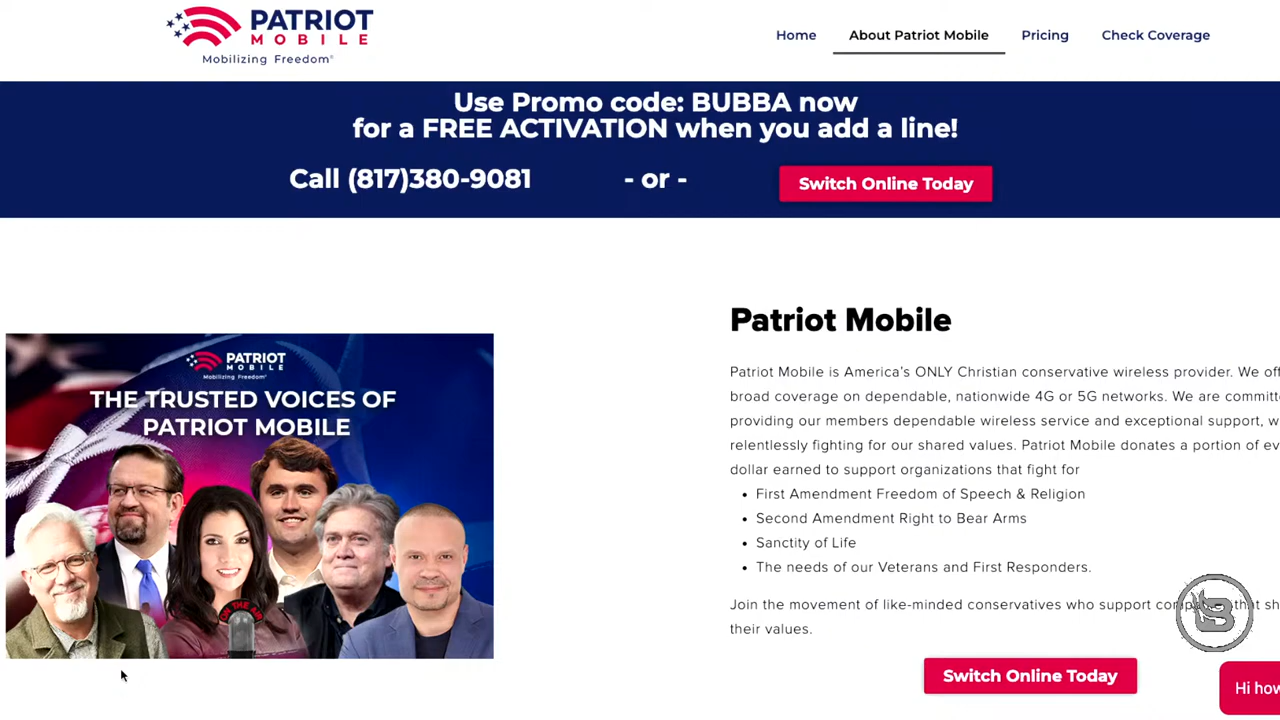 PATRIOT
MOBILE
Mobilizing Freedom®
Home
About Patriot Mobile
Pricing
Check Coverage
Use Promo code: BUBBA now
for a FREE ACTIVATION when you add a line!
Call (817)380-9081
- or -
Switch Online Today
PATRIOT
MOBILE
Mobilizing Freedom®
THE TRUSTED VOICES OF
PATRIOT MOBILE
ON THE AIR
Patriot Mobile
Patriot Mobile is America's ONLY Christian conservative wireless provider. We
broad coverage on dependable, nationwide 4G or 5G networks. We are
providing our members dependable wireless service and exceptional support,
relentlessly fighting for our shared values. Patriot Mobile donates a portion of
dollar earned to support organizations that fight for
• First Amendment Freedom of Speech & Religion
• Second Amendment Right to Bear Arms
• Sanctity of Life
• The needs of our Veterans and First Responders.
Join the movement of like-minded conservatives who support that
their values.
B
Switch Online Today
Hi